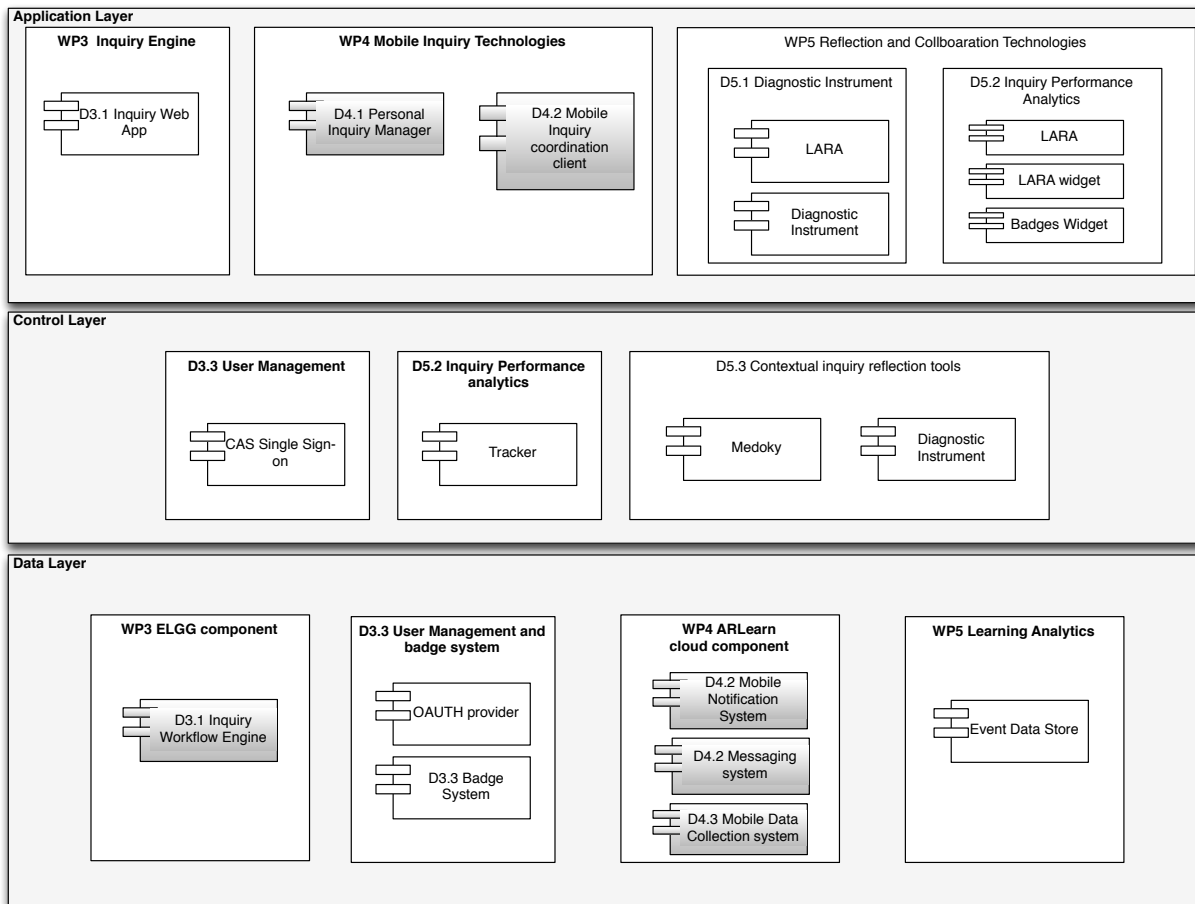 Application Layer
WP3  Inquiry Engine
D3.1 Inquiry Web
App
WP4 Mobile Inquiry Technologies
D4.1 Personal
Inquiry Manager
D4.2 Mobile
Inquiry
coordination
client
WP5 Reflection and Collboaration Technologies
D5.1 Diagnostic Instrument
LARA
Diagnostic
Instrument
D5.2 Inquiry Performance
Analytics
LARA
LARA widget
Badges Widget
Control Layer
D3.3 User Management
CAS Single Sign-
on
D5.2 Inquiry Performance
analytics
Tracker
D5.3 Contextual inquiry reflection tools
Medoky
Diagnostic
Instrument
Data Layer
WP3 ELGG component
D3.1 Inquiry
Workflow Engine
D3.3 User Management and
badge system
OAUTH provider
D3.3 Badge
System
WP4 ARLearn
cloud component
D4.2 Mobile
Notification
System
D4.2 Messaging
system
D4.3 Mobile Data
Collection system
WP5 Learning Analytics
Event Data Store